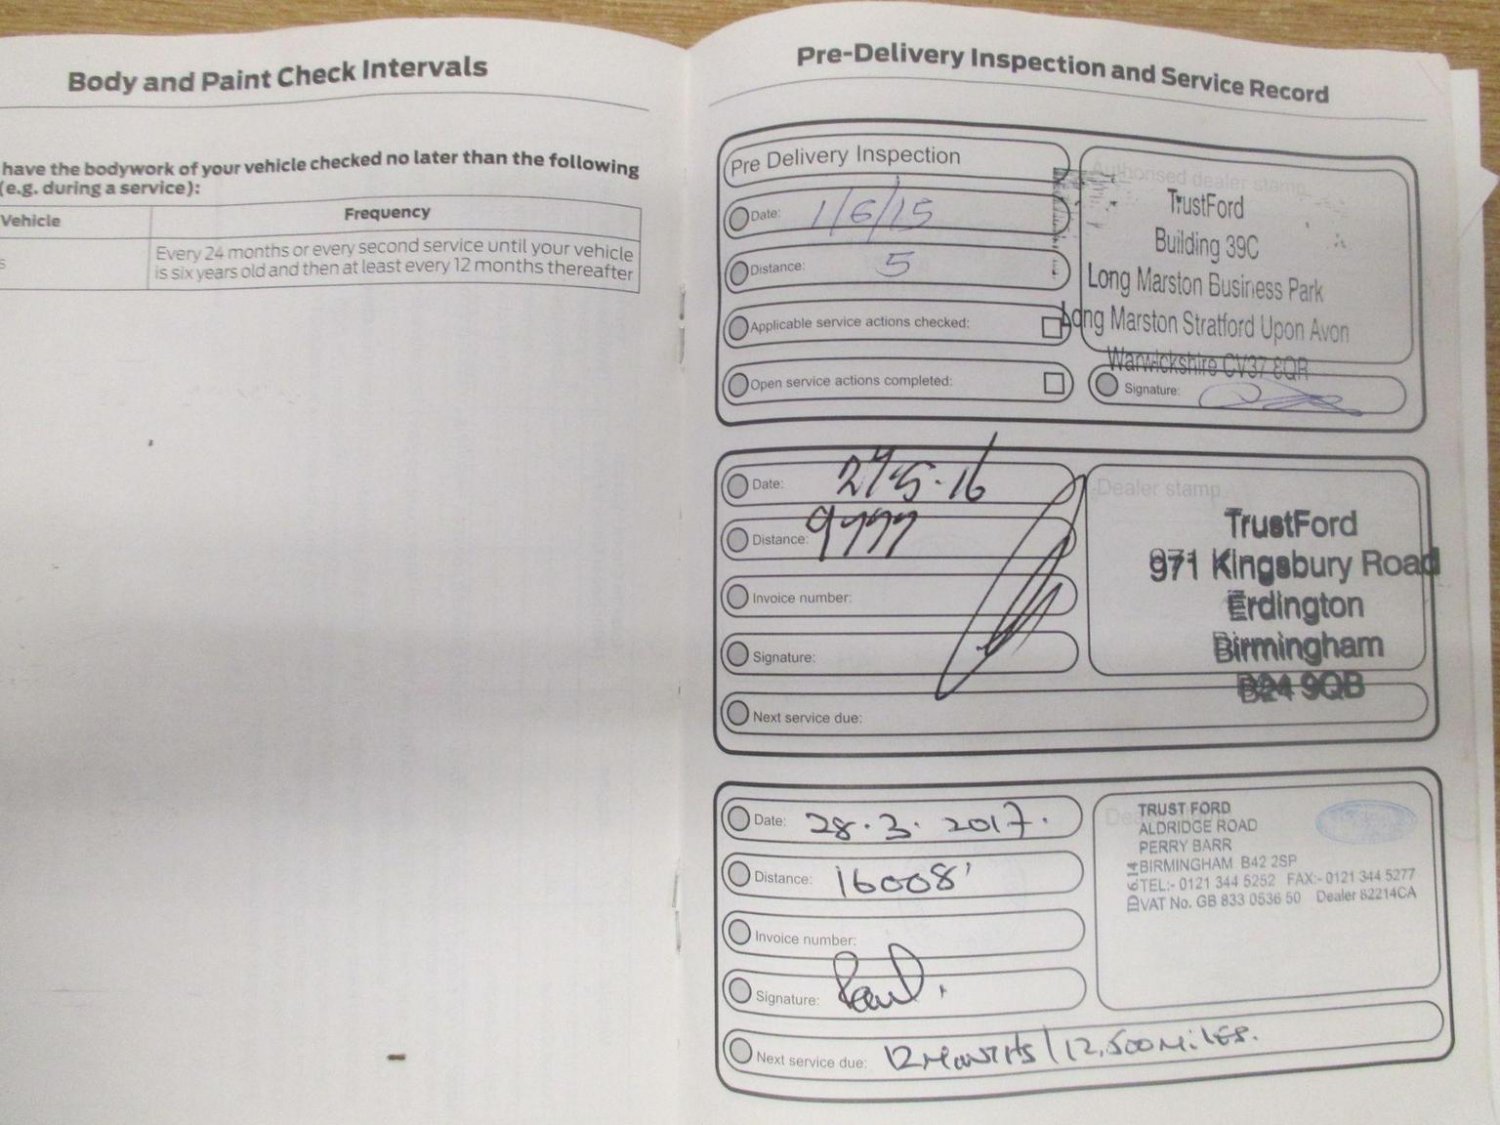 Body and Paint Check Intervals
have the bodywork of your vehicle checked no later than the following
(e.g. during a service):
Vehicle
Frequency
s
Every 24 months or every second service until your vehicle
is six years old and then at least every 12 months thereafter
Pre-Delivery Inspection and Service Record
Pre Delivery Inspection
Date: 1/6/15
Distance: 5
Applicable service actions checked:
Open service actions completed:
Authorised dealer stamp
TrustFord
Building 39C
Long Marston Business Park
Long Marston Stratford Upon Avon
Warwickshire CV37 8QR
Signature:
Date: 5.16
Distance:
Invoice number:
Signature:
Next service due:
Dealer stamp
TrustFord
971 Kingsbury Road
Erdington
Birmingham
B24 9QB
Date: 28.3.2017.
Distance: 16008
Invoice number:
Signature:
Next service due: 12 MONTHS / 12,500 MILES.
TRUST FORD
ALDRIDGE ROAD
PERRY BARR
BIRMINGHAM B42 2SP
TEL:- 0121 344 5252 FAX:- 0121 344 5277
VAT No. GB 833 0536 50 Dealer 82214CA